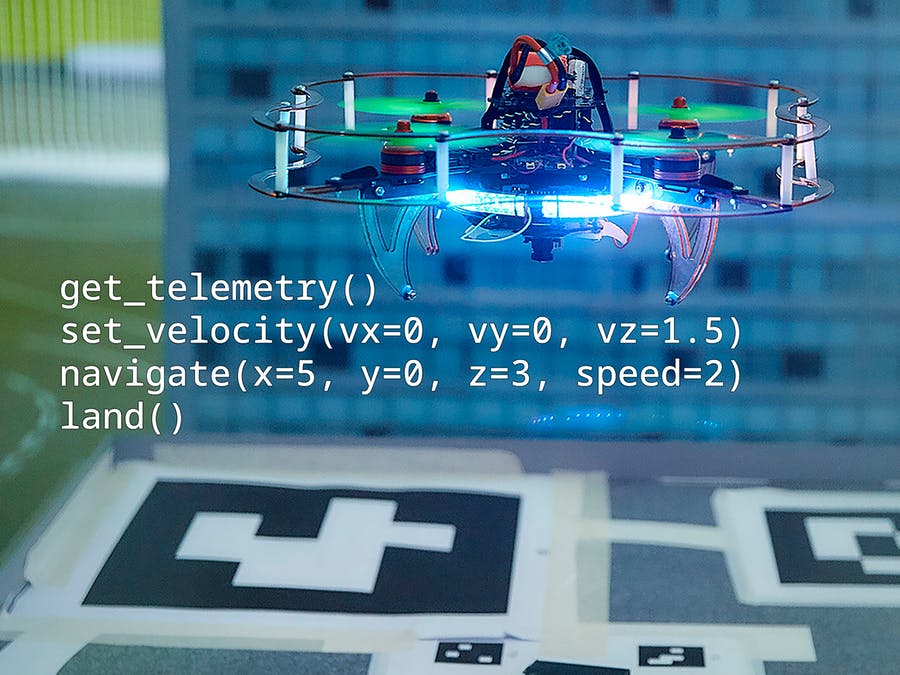 get_telemetry()
set_velocity(vx=0, vy=0, vz=1.5)
navigate(x=5, y=0, z=3, speed=2)
land()